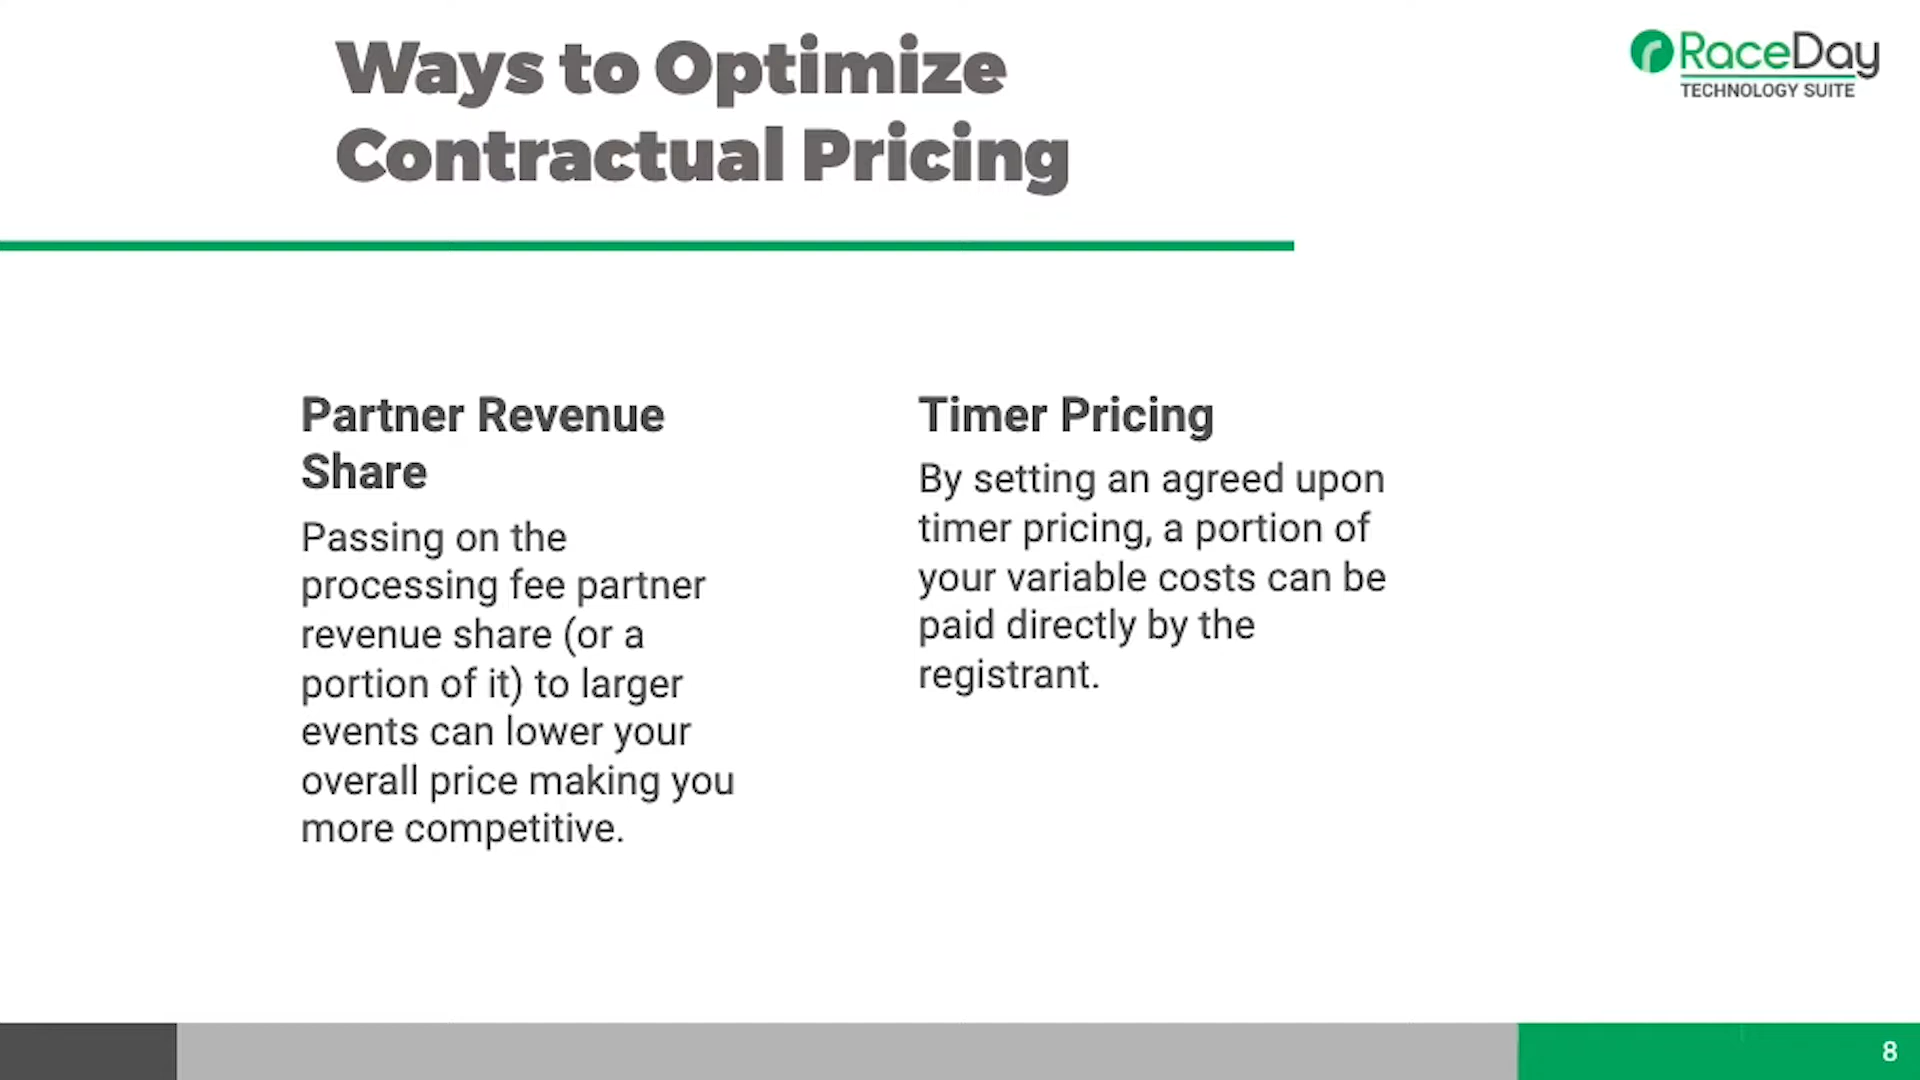 Ways to Optimize
Contractual Pricing
RaceDay
TECHNOLOGY SUITE
Partner Revenue
Share
Passing on the
processing fee partner
revenue share (or a
portion of it) to larger
events can lower your
overall price making you
more competitive.
Timer Pricing
By setting an agreed upon
timer pricing, a portion of
your variable costs can be
paid directly by the
registrant.
8